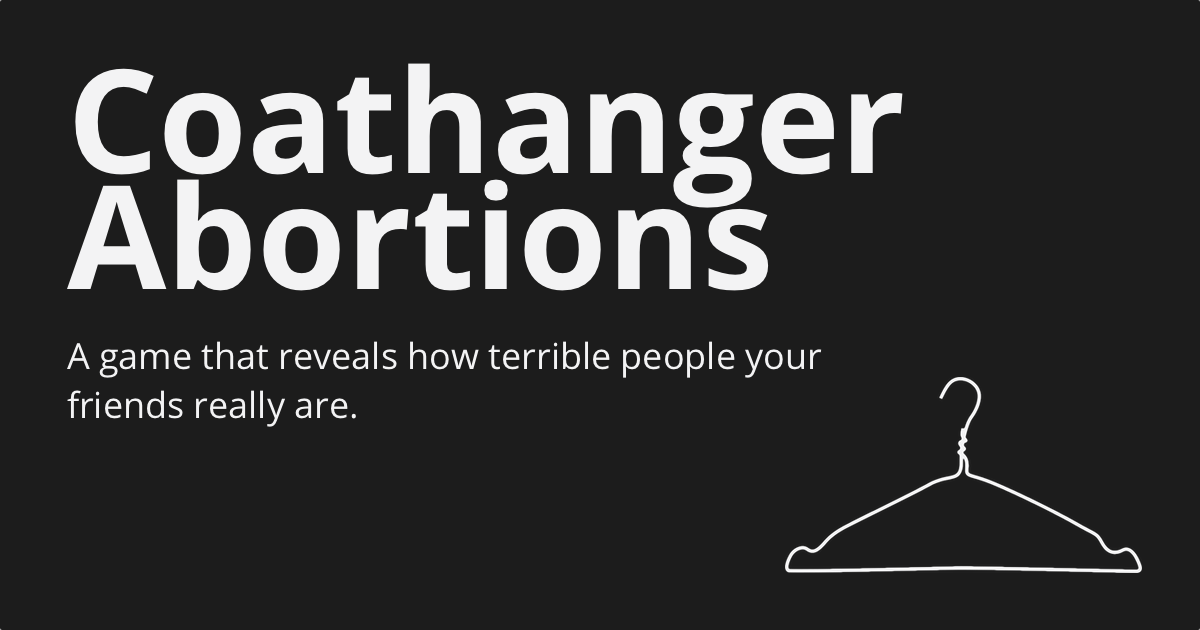 Coathanger
Abortions
A game that reveals how terrible people your
friends really are.